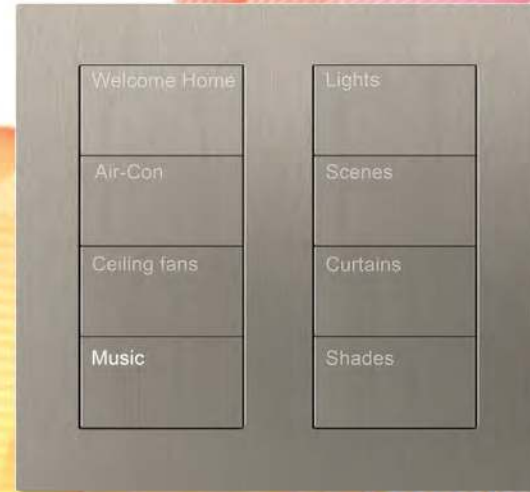 Welcome Home
Air-Con
Ceiling fans
Music
Lights
Scenes
Curtains
Shades